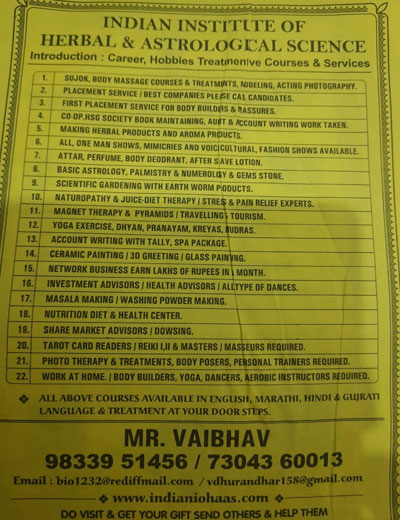 INDIAN INSTITUTE OF
HERBAL & ASTROLOGICAL SCIENCE
Introduction : Career, Hobbies Treatmentive Courses & Services
1. SUJOK, BODY MASSAGE COURSES & TREATMENTS, MODELING, ACTING PHOTOGRAPHY.
2. PLACEMENT SERVICE / BEST COMPANIES PLEASE CAL CANDIDATES.
3. FIRST PLACEMENT SERVICE FOR BODY BUILDERS & MASSURES.
4. CO-OP.HSG SOCIETY BOOK MAINTAINING, AUDIT & ACCOUNT WRITING WORK TAKEN.
5. MAKING HERBAL PRODUCTS AND AROMA PRODUCTS.
6. ALL, ONE MAN SHOWS, MIMICRIES AND VOICE CULTURAL, FASHION SHOWS AVAILABLE.
7. ATTAR, PERFUME, BODY DEODRANT, AFTER SAVE LOTION.
8. BASIC ASTROLOGY, PALMISTRY & NUMEROLOGY & GEMS STONE.
9. SCIENTIFIC GARDENING WITH EARTH WORM PRODUCTS.
10. NATUROPATHY & JUICE-DIET THERAPY / STRESS & PAIN RELIEF EXPERTS.
11. MAGNET THERAPY & PYRAMIDS / TRAVELLING TOURISM.
12. YOGA EXERCISE, DHYAN, PRANAYAM, KREYAS, MUDRAS.
13. ACCOUNT WRITING WITH TALLY, SPA PACKAGE.
14. CERAMIC PAINTING / 3D GREETING / GLASS PAINTING.
15. NETWORK BUSINESS EARN LAKHS OF RUPEES IN A MONTH.
16. INVESTMENT ADVISORS / HEALTH ADVISORS / ALL TYPE OF DANCES.
17. MASALA MAKING / WASHING POWDER MAKING.
18. NUTRITION DIET & HEALTH CENTER.
19. SHARE MARKET ADVISORS / DOWSING.
20. TAROT CARD READERS / REIKI I,II & MASTERS / MASSEURS REQUIRED.
21. PHOTO THERAPY & TREATMENTS, BODY POSERS, PERSONAL TRAINERS REQUIRED.
22. WORK AT HOME. / BODY BUILDERS, YOGA, DANCERS, AEROBIC INSTRUCTORS REQUIRED.
❖ ALL ABOVE COURSES AVAILABLE IN ENGLISH, MARATHI, HINDI & GUJRATI
LANGUAGE & TREATMENT AT YOUR DOOR STEPS.
MR. VAIBHAV
98339 51456 / 73043 60013
Email : bio1232@rediffmail.com / vdhurandhar158@gmail.com
❖ www.indianiohaas.com ❖
DO VISIT & GET YOUR GIFT SEND OTHERS & HELP THEM